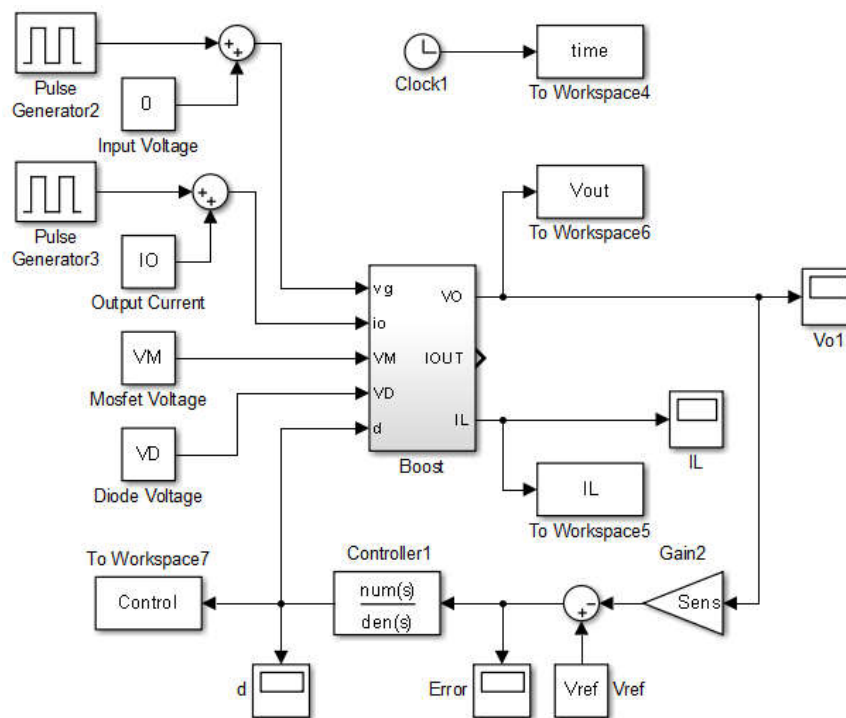 Pulse
Generator2
+
+
0
Input Voltage
Clock1
time
To Workspace4
Pulse
Generator3
+
+
IO
Output Current
Vout
To Workspace6
VM
Mosfet Voltage
VD
Diode Voltage
vg
io
VM
VD
d
VO
IOUT
IL
Boost
Vo1
IL
IL
To Workspace5
To Workspace7
Control
d
Controller1
num(s)
den(s)
Error
−
+
Vref
Vref
Gain2
Sens